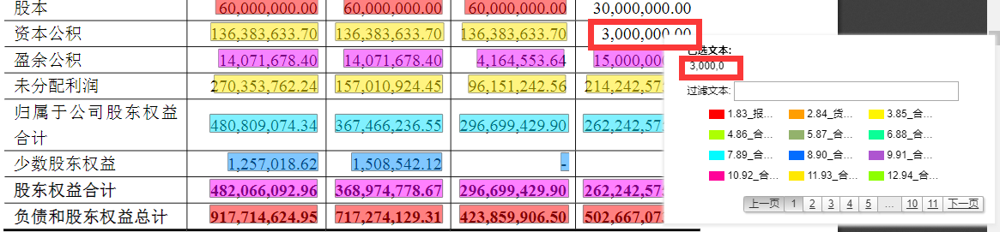 股本 60,000,000.00 60,000,000.00 60,000,000.00 30,000,000.00
资本公积 136,383,633.70 136,383,633.70 136,383,633.70 3,000,000.00
盈余公积 14,071,678.40 14,071,678.40 4,164,553.64 15,000,00
未分配利润 270,353,762.24 157,010,924.45 96,151,242.56 214,242,57
归属于公司股东权益
合计 480,809,074.34 367,466,236.55 296,699,429.90 262,242,57
少数股东权益 1,257,018.62 1,508,542.12 -
股东权益合计 482,066,092.96 368,974,778.67 296,699,429.90 262,242,57
负债和股东权益总计 917,714,624.95 717,274,129.31 423,859,906.50 502,667,07
已选文本:
3,000,0
过滤文本:
1.83_报... 2.84_货... 3.85_合...
4.86_合... 5.87_合... 6.88_合...
7.89_合... 8.90_合... 9.91_合...
10.92_合... 11.93_合... 12.94_合...
上一页 1 2 3 4 5 ... 10 11 下一页